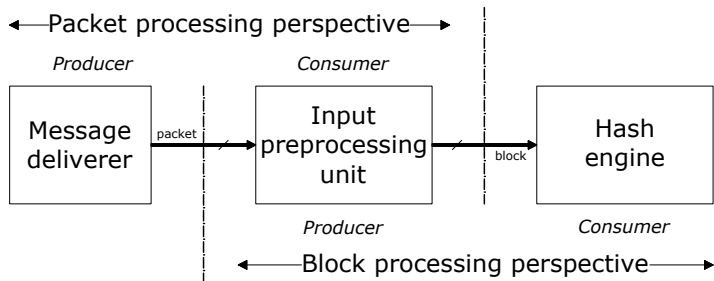 Packet processing perspective
Producer
Consumer
Message
deliverer
packet
Input
preprocessing
unit
block
Hash
engine
Producer
Consumer
Block processing perspective